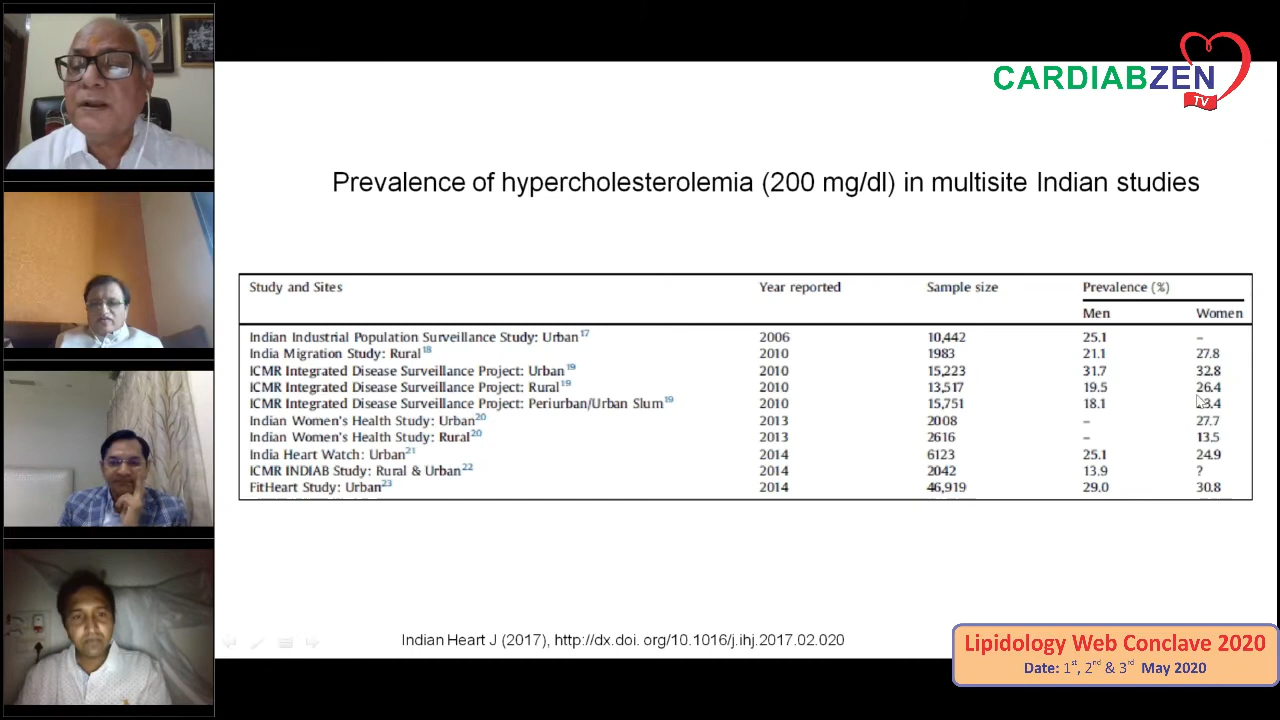 CARDIABZEN
TV
Prevalence of hypercholesterolemia (200 mg/dl) in multisite Indian studies
Study and Sites Year reported Sample size Prevalence (%)
Men Women
Indian Industrial Population Surveillance Study: Urban17 2006 10,442 25.1 –
India Migration Study: Rural18 2010 1983 21.1 27.8
ICMR Integrated Disease Surveillance Project: Urban19 2010 15,223 31.7 32.8
ICMR Integrated Disease Surveillance Project: Rural19 2010 13,517 19.5 26.4
ICMR Integrated Disease Surveillance Project: Periurban/Urban Slum19 2010 15,751 18.1
Indian Women's Health Study: Urban20 2013 2008 – 27.7
Indian Women's Health Study: Rural20 2013 2616 – 13.5
India Heart Watch: Urban21 2014 6123 25.1 24.9
ICMR INDIAB Study: Rural & Urban22 2014 2042 13.9 ?
FitHeart Study: Urban23 2014 46,919 29.0 30.8
Indian Heart J (2017), http://dx.doi. org/10.1016/j.ihj.2017.02.020
Lipidology Web Conclave 2020
Date: 1st, 2nd & 3rd May 2020